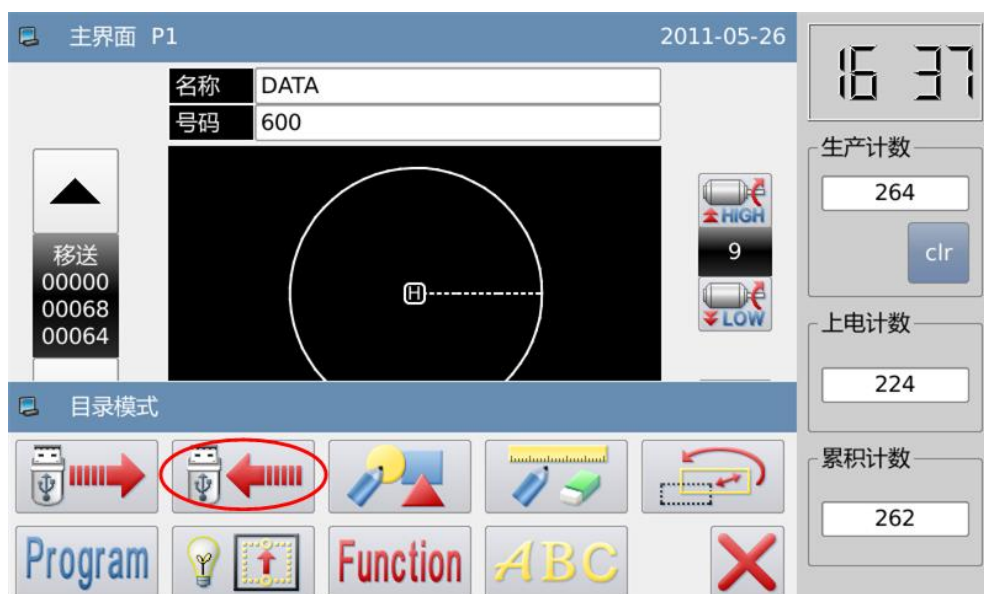 主界面 P1
2011-05-26
16 37
名称 DATA
号码 600
移送
00000
00068
00064
H
HIGH
9
LOW
生产计数
264
clr
上电计数
224
累积计数
262
目录模式
Program
Function
ABC